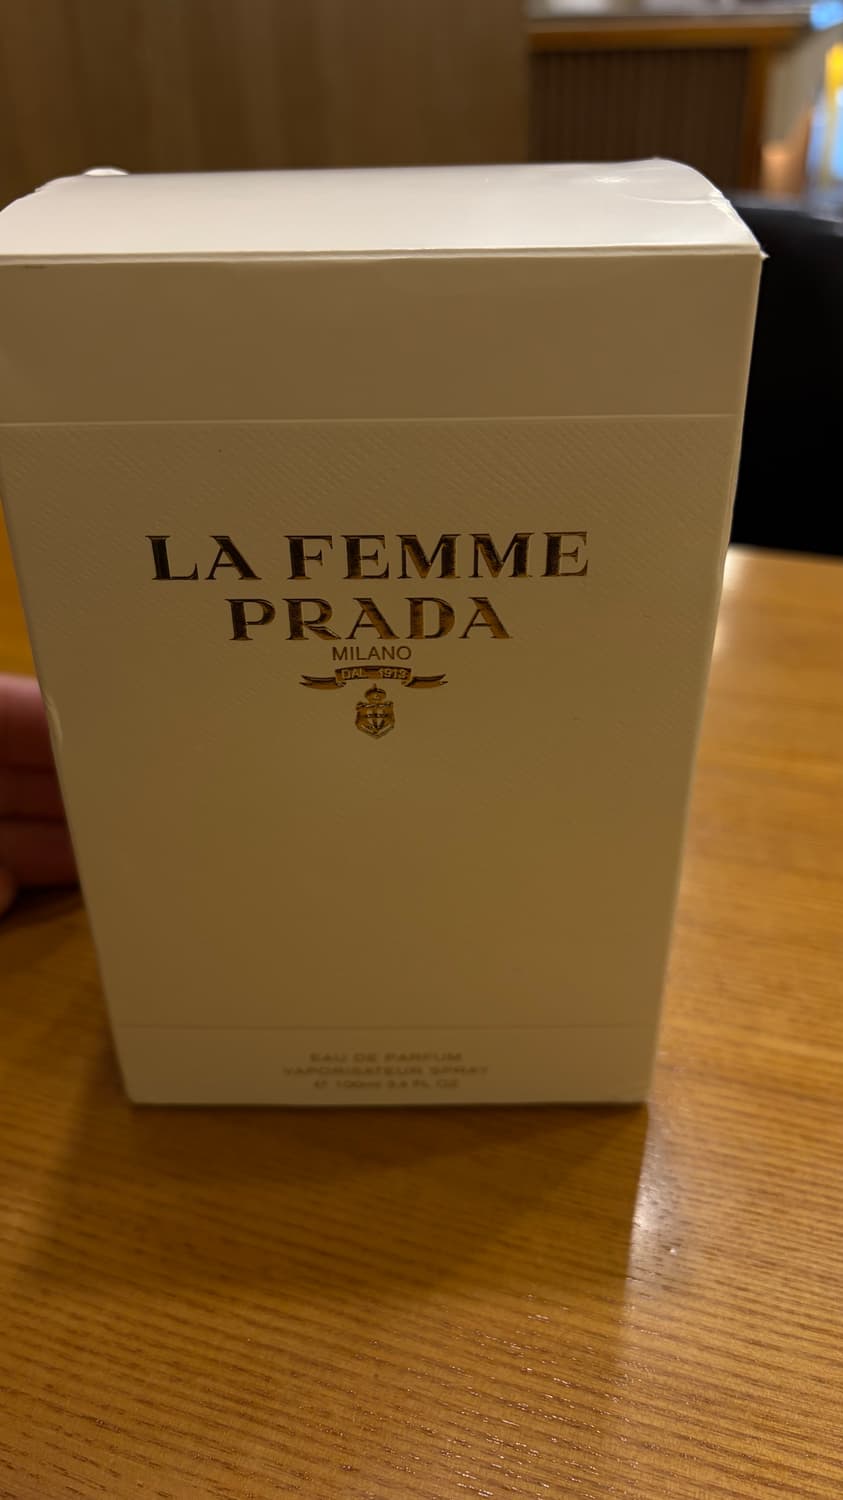 LA FEMME
PRADA
MILANO
DAL 1913
EAU DE PARFUM
VAPORISATEUR SPRAY
℮ 100ml 3.4 FL.OZ